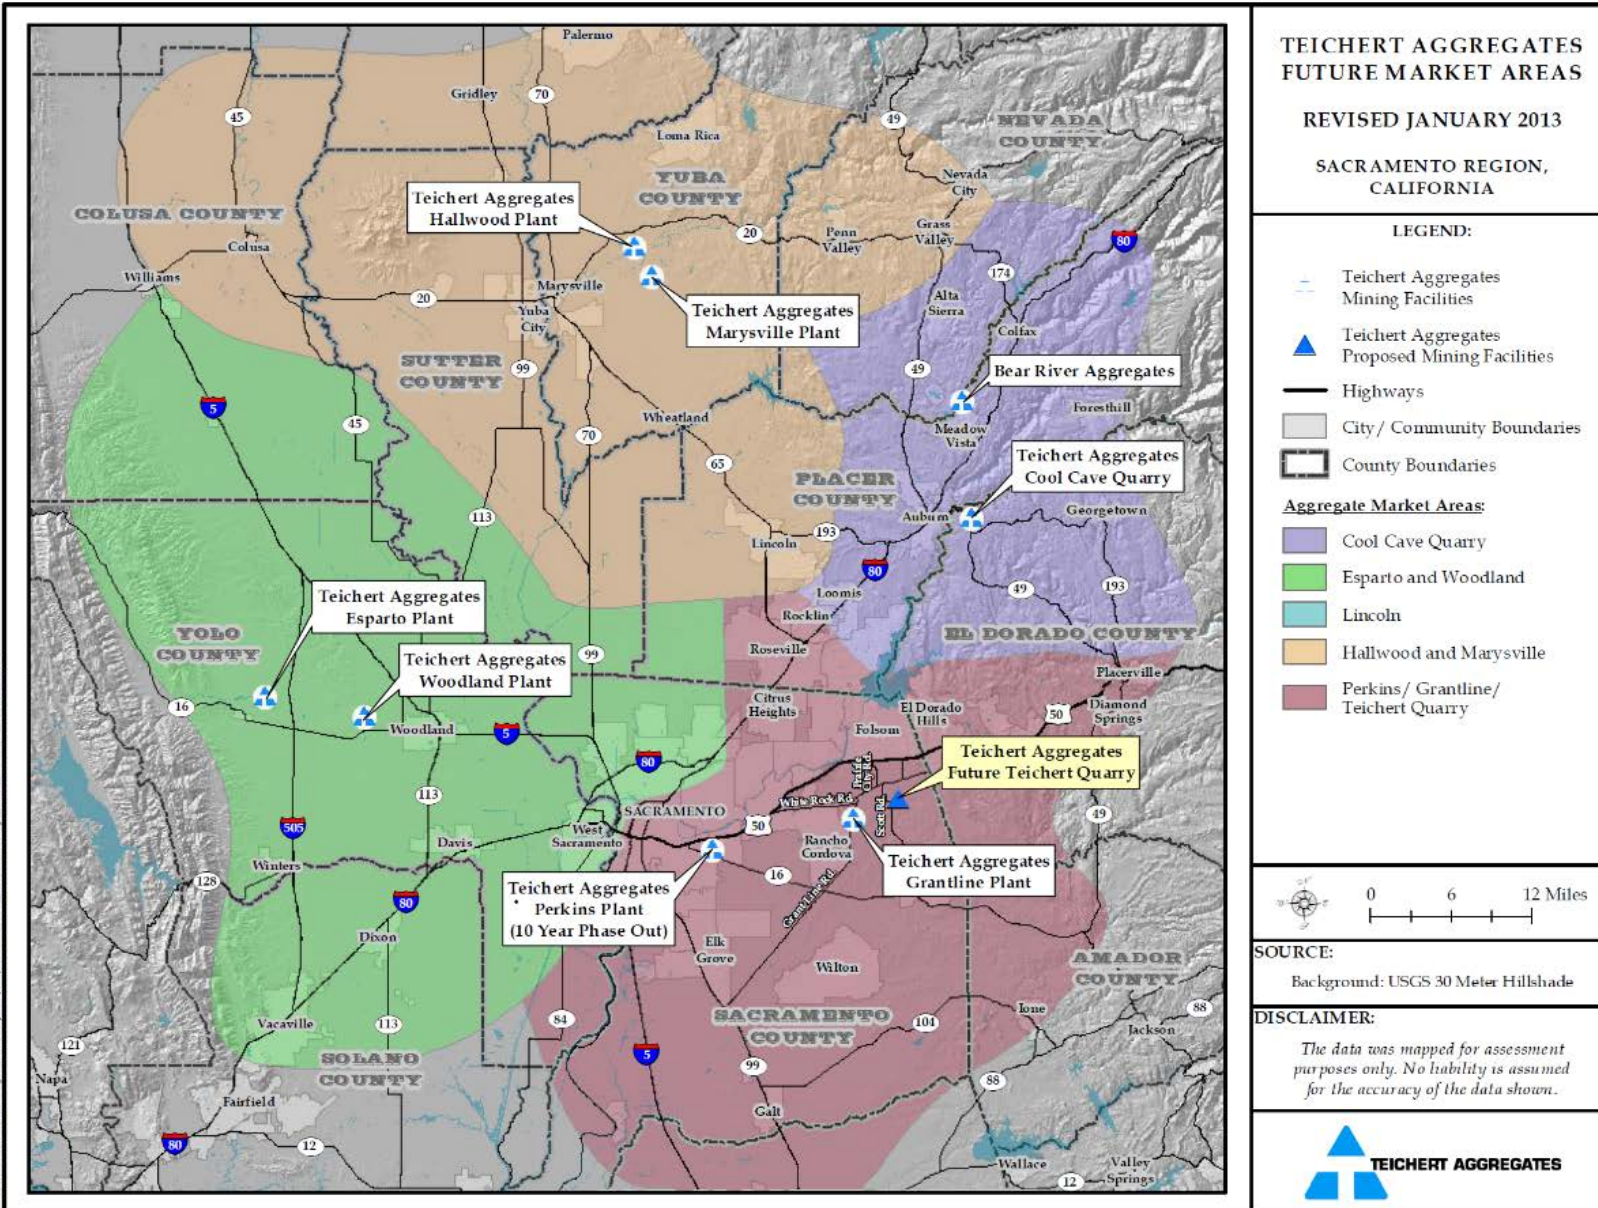 TEICHERT AGGREGATES
FUTURE MARKET AREAS
REVISED JANUARY 2013
SACRAMENTO REGION,
CALIFORNIA
LEGEND:
Teichert Aggregates
Mining Facilities
Teichert Aggregates
Proposed Mining Facilities
Highways
City/ Community Boundaries
County Boundaries
Aggregate Market Areas:
Cool Cave Quarry
Esparto and Woodland
Lincoln
Hallwood and Marysville
Perkins/ Grantline/
Teichert Quarry
0 6 12 Miles
SOURCE:
Background: USGS 30 Meter Hillshade
DISCLAIMER:
The data was mapped for assessment
purposes only. No liability is assumed
for the accuracy of the data shown.
TEICHERT AGGREGATES
Palermo
Gridley
70
45
49
Loma Rica
NEVADA
COUNTY
YUBA
COUNTY
Nevada
City
Teichert Aggregates
Hallwood Plant
COLUSA COUNTY
Colusa
20
Penn
Valley
Grass
Valley
80
Williams
174
20
Marysville
Yuba
City
Teichert Aggregates
Marysville Plant
Alta
Sierra
Colfax
SUTTER
COUNTY
99
49
Bear River Aggregates
5
45
Wheatland
Foresthill
70
Meadow
Vista
65
Teichert Aggregates
Cool Cave Quarry
PLACER
COUNTY
113
Auburn
Georgetown
Lincoln
193
80
49
193
Loomis
Teichert Aggregates
Esparto Plant
Rocklin
YOLO
COUNTY
EL DORADO COUNTY
Roseville
99
Teichert Aggregates
Woodland Plant
Placerville
16
Citrus
Heights
El Dorado
Hills
Diamond
Springs
50
Woodland
5
Folsom
80
Teichert Aggregates
Future Teichert Quarry
Prairie
City Rd.
White Rock Rd.
Scott Rd.
113
SACRAMENTO
49
505
West
Sacramento
50
Davis
Rancho
Cordova
Winters
Teichert Aggregates
Grantline Plant
128
16
Teichert Aggregates
Perkins Plant
(10 Year Phase Out)
80
Grant Line Rd.
Dixon
Elk
Grove
Wilton
AMADOR
COUNTY
Vacaville
113
84
SACRAMENTO
COUNTY
104
Ione
88
Jackson
121
SOLANO
COUNTY
5
99
Napa
88
Fairfield
Galt
80
12
Wallace
Valley
Springs
12